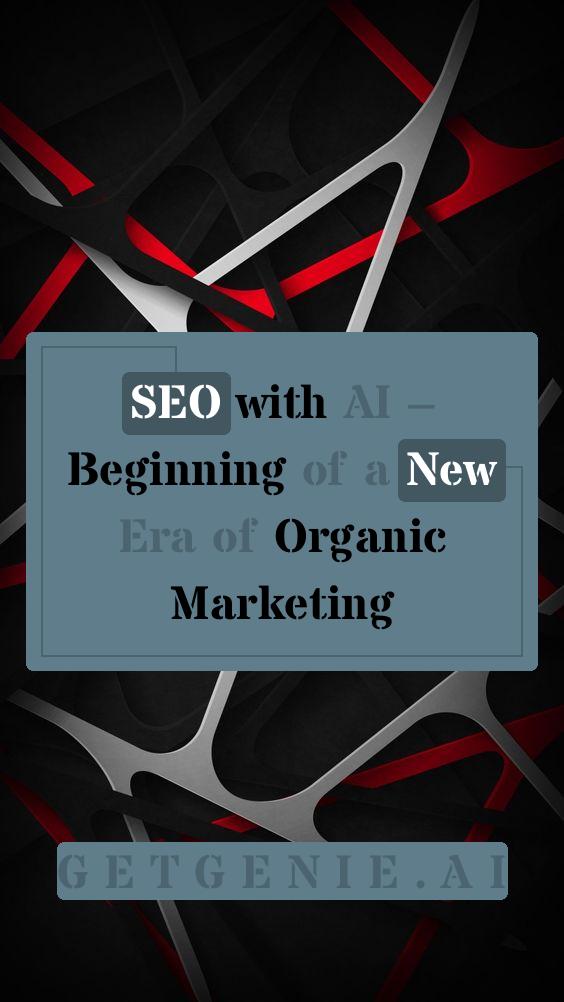 SEO with AI –
Beginning of a New
Era of Organic
Marketing
GETGENIE.AI